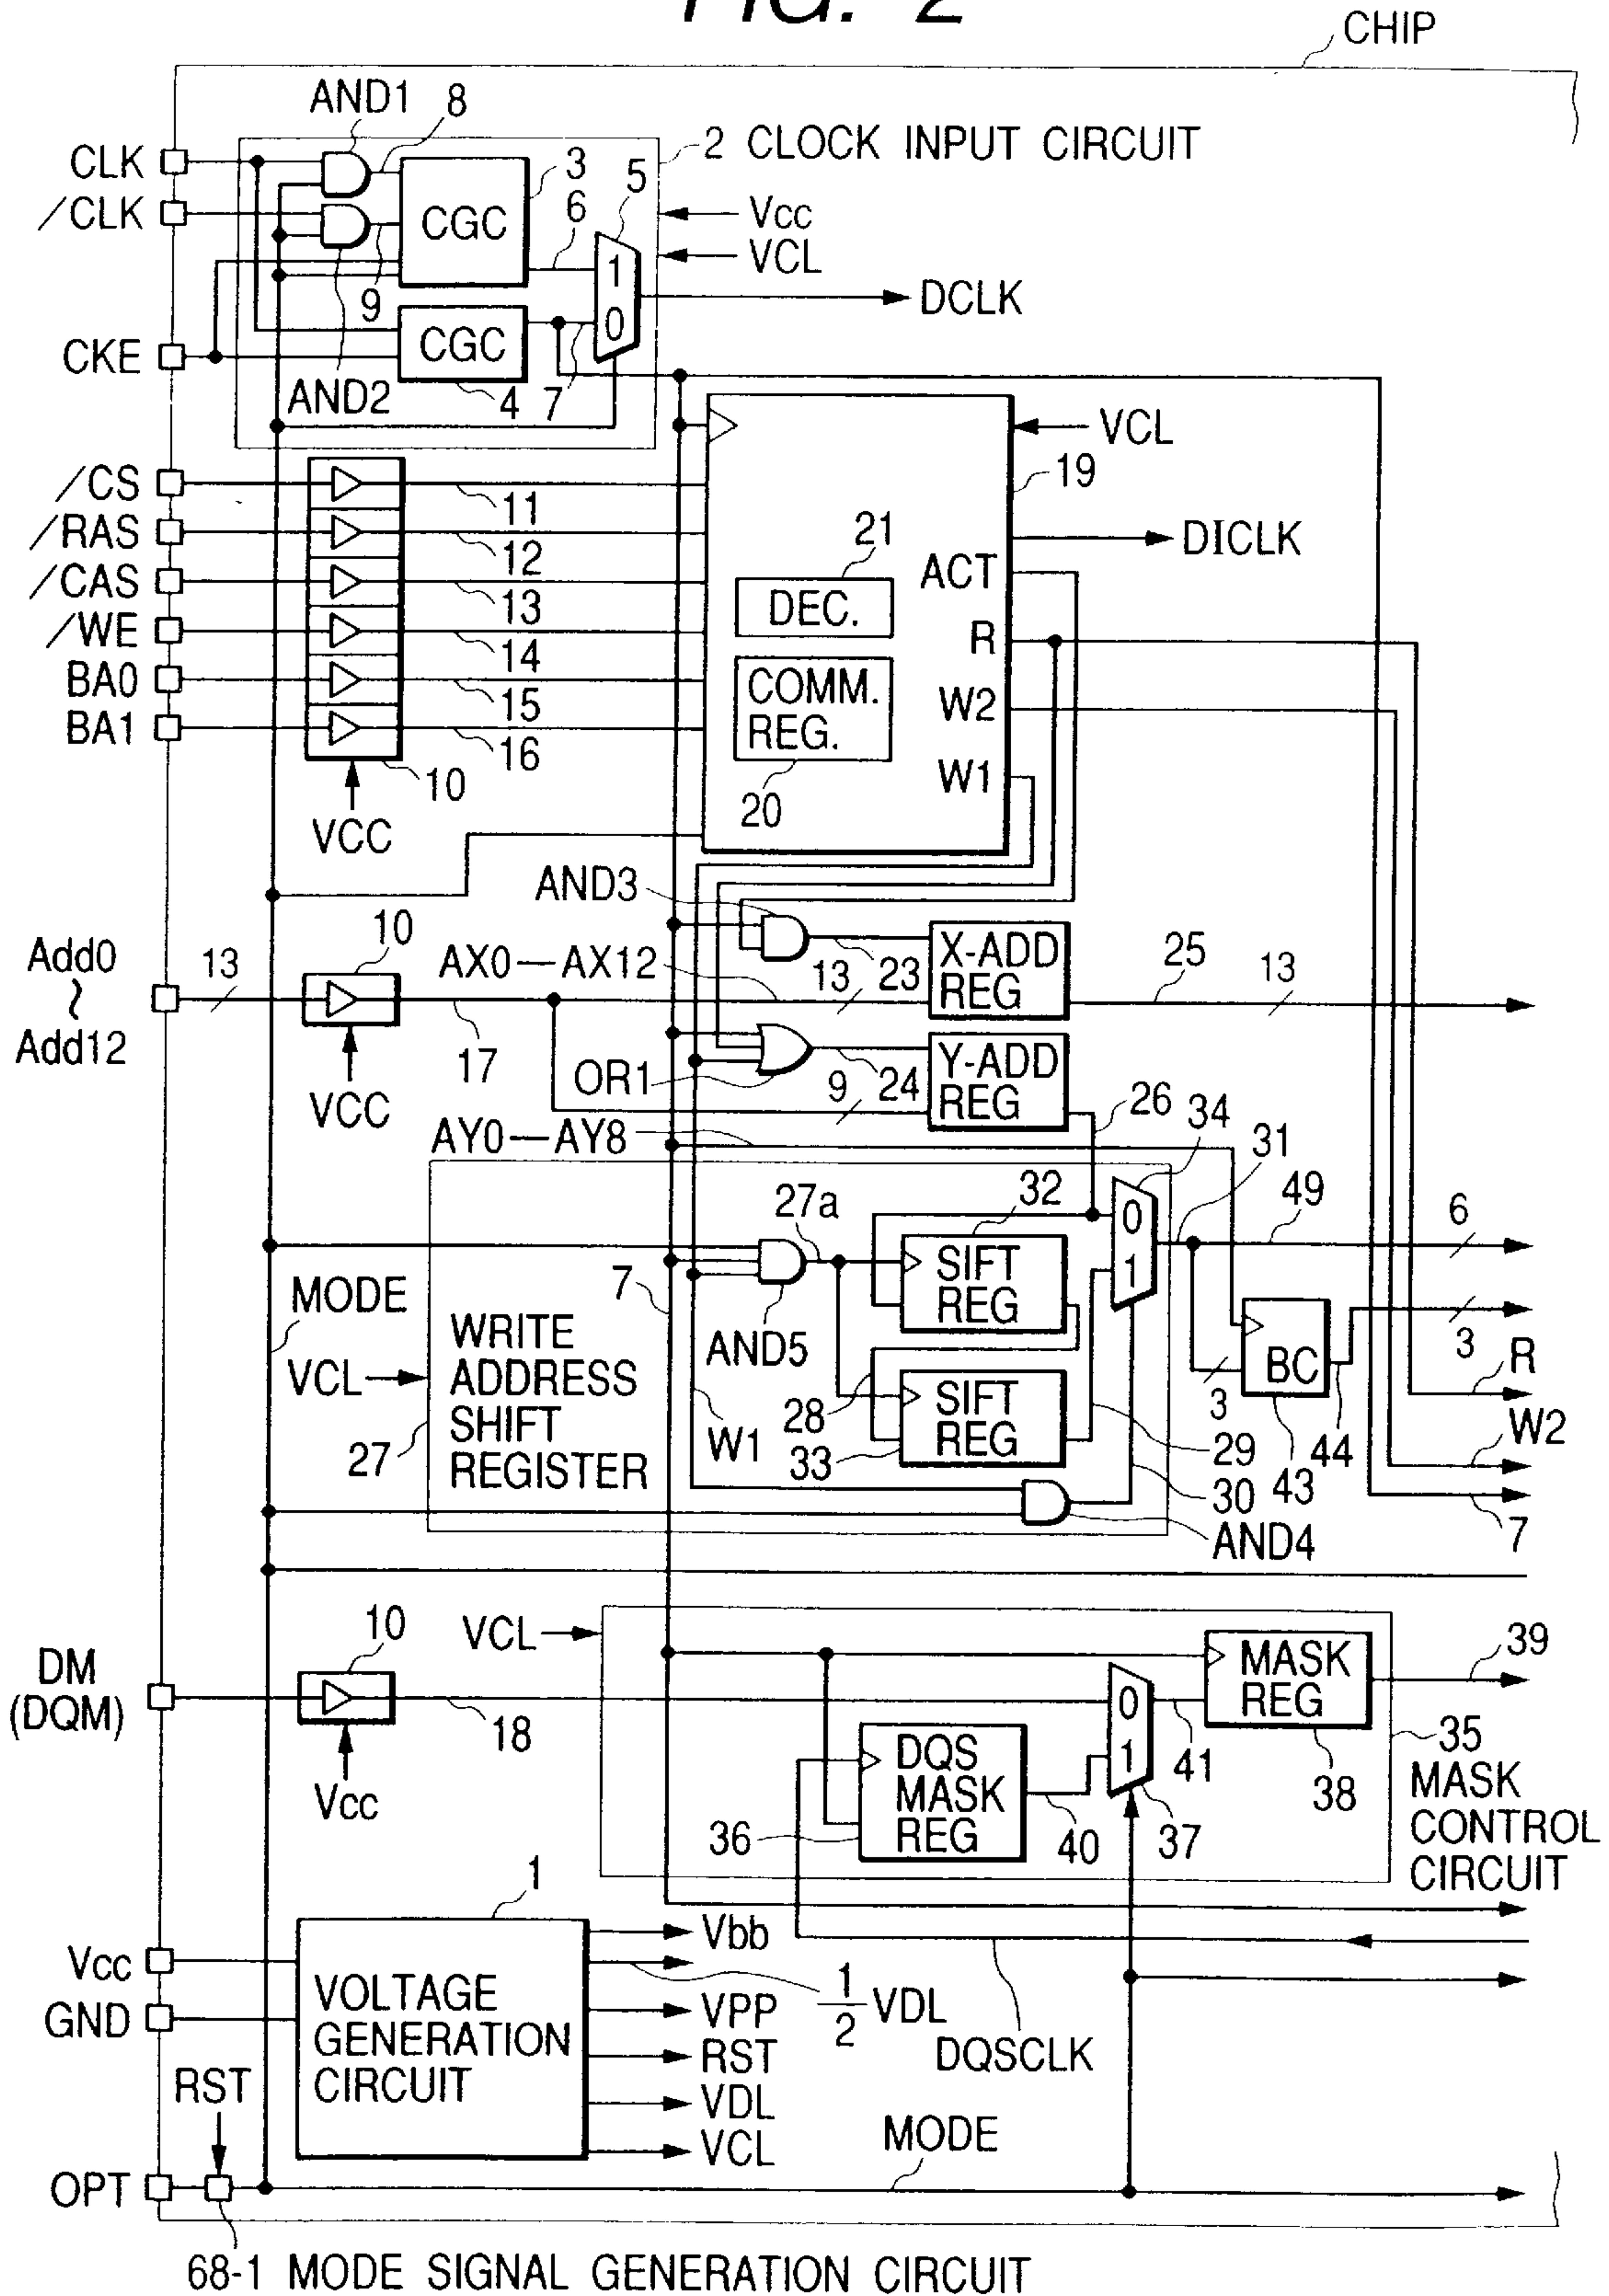 FIG. 2
CHIP
AND1 8
CLK
/CLK
CKE
2 CLOCK INPUT CIRCUIT
3
6
5
CGC
9
1
0
Vcc
VCL
DCLK
CGC
AND2
4
7
/CS
/RAS
/CAS
/WE
BA0
BA1
11
12
13
14
15
16
10
VCC
VCL
19
21
DEC.
COMM.
REG.
20
DICLK
ACT
R
W2
W1
AND3
Add0
~
Add12
13
10
VCC
AX0—AX12
17
13
23
X-ADD
REG
25
13
OR1
9
24
Y-ADD
REG
26
34
31
AY0—AY8
27a
32
49
6
0
1
SIFT
REG
MODE
7
AND5
VCL
27
WRITE
ADDRESS
SHIFT
REGISTER
W1
28
33
SIFT
REG
29
30
AND4
3
BC
43
44
3
R
W2
7
DM
(DQM)
10
Vcc
18
VCL
0
1
41
MASK
REG
38
39
35
MASK
CONTROL
CIRCUIT
DQS
MASK
REG
36
40
37
1
Vcc
GND
VOLTAGE
GENERATION
CIRCUIT
Vbb
1/2 VDL
VPP
RST
VDL
VCL
DQSCLK
RST
OPT
MODE
68-1 MODE SIGNAL GENERATION CIRCUIT